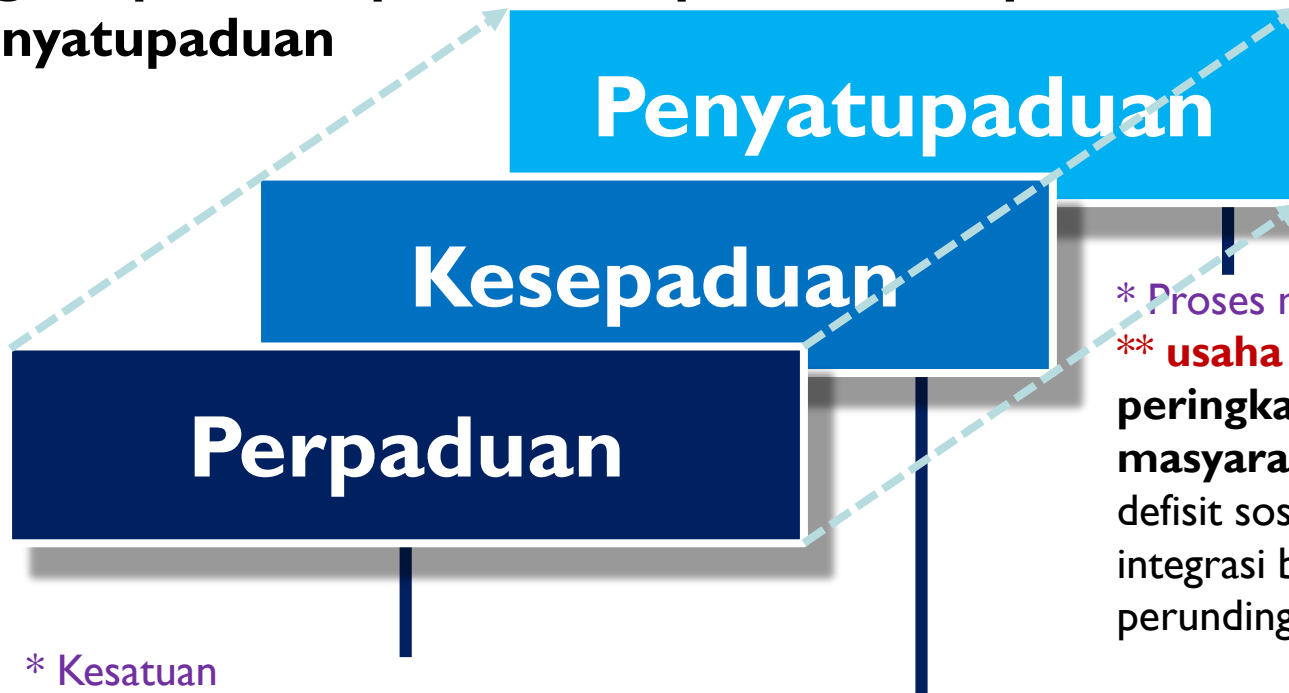 nyatupaduan
Penyatupaduan
Kesepaduan
Perpaduan
* Proses
** usaha
peringka
masyara
defisit sos
integrasi b
perunding
* Kesatuan